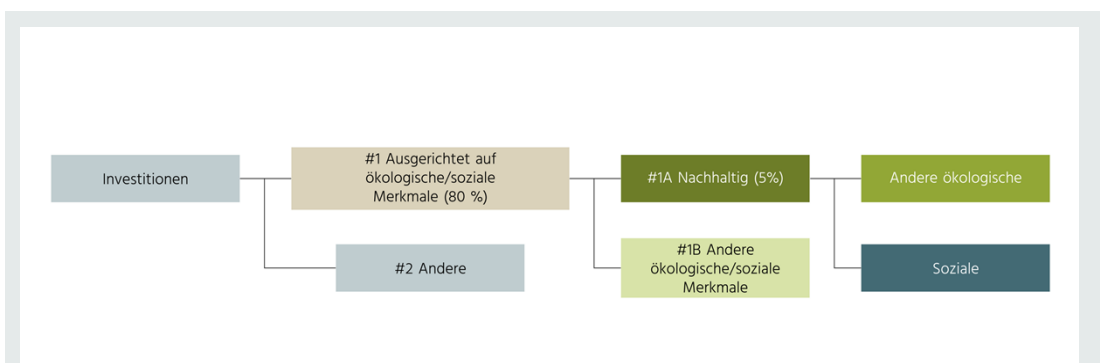 Investitionen
#1 Ausgerichtet auf
ökologische/soziale
Merkmale (80 %)
#2 Andere
#1A Nachhaltig (5%)
#1B Andere
ökologische/soziale
Merkmale
Andere ökologische
Soziale